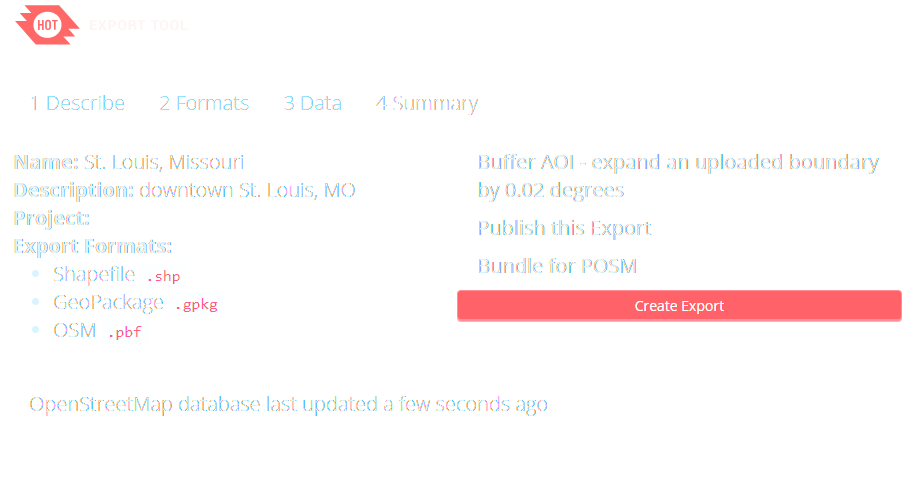 HOT EXPORT TOOL
1 Describe 2 Formats 3 Data 4 Summary
Name: St. Louis, Missouri
Description: downtown St. Louis, MO
Project:
Export Formats:
Shapefile .shp
GeoPackage .gpkg
OSM .pbf
Buffer AOI - expand an uploaded boundary
by 0.02 degrees
Publish this Export
Bundle for POSM
Create Export
OpenStreetMap database last updated a few seconds ago